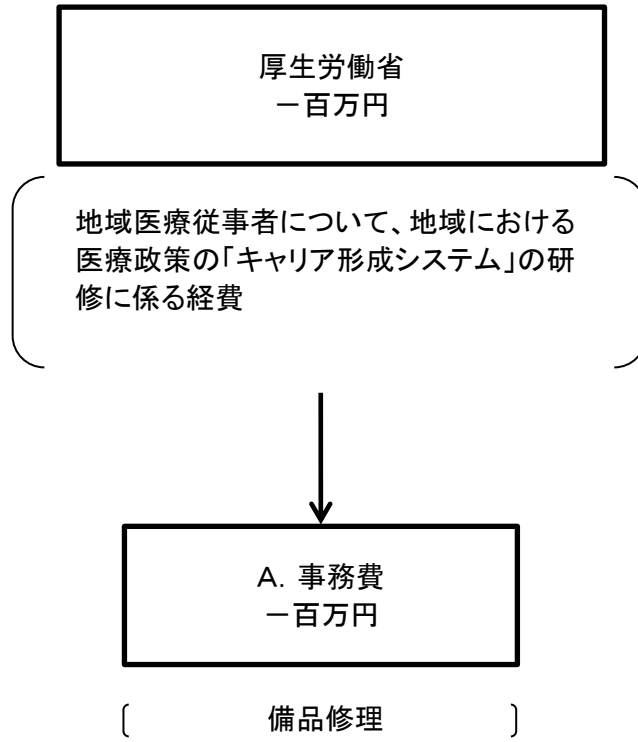 厚生労働省
－百万円
地域医療従事者について、地域における
医療政策の「キャリア形成システム」の研
修に係る経費
A. 事務費
－百万円
備品修理